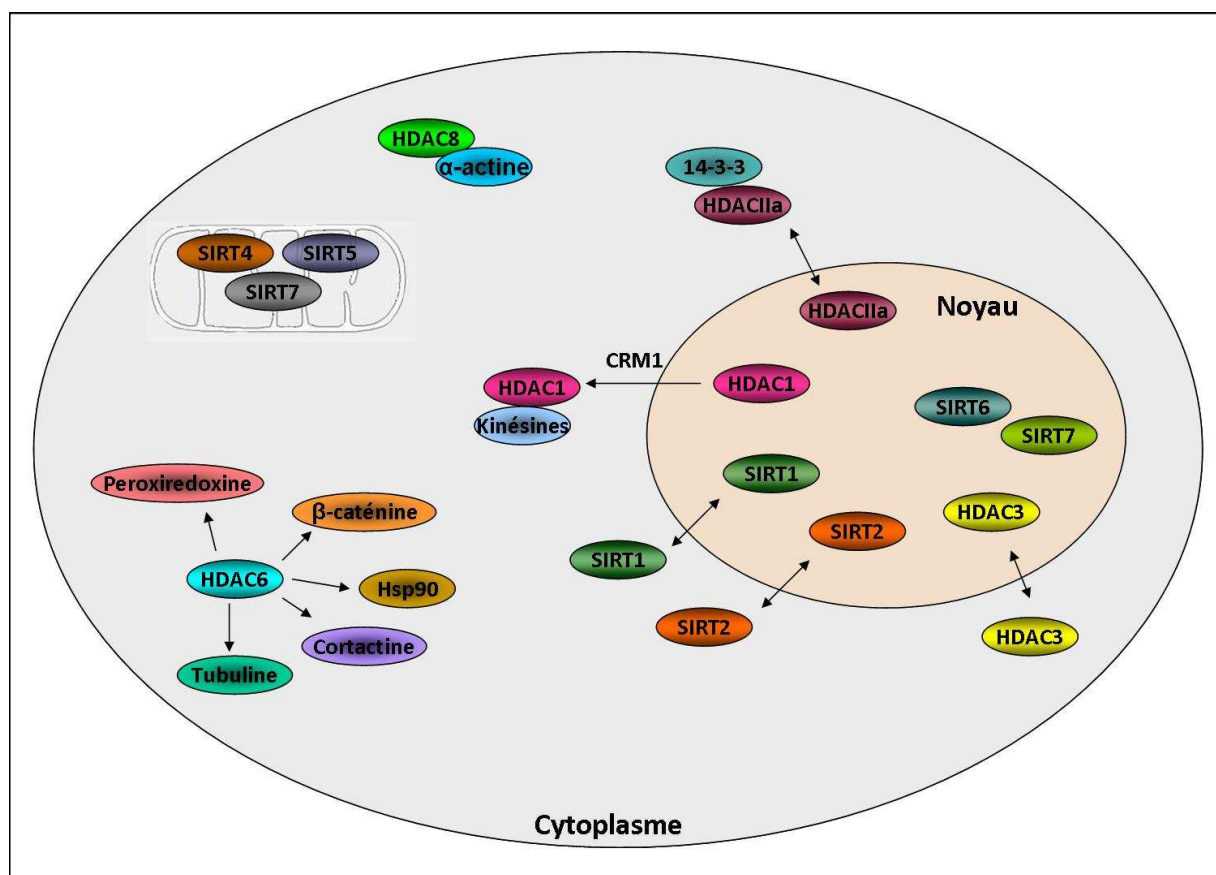 HDAC8
α-actine
14-3-3
HDACIIa
SIRT4
SIRT5
SIRT7
HDACIIa
Noyau
CRM1
HDAC1
HDAC1
Kinésines
SIRT6
SIRT7
SIRT1
Peroxiredoxine
β-caténine
HDAC3
SIRT2
SIRT1
HDAC6
Hsp90
SIRT2
HDAC3
Cortactine
Tubuline
Cytoplasme